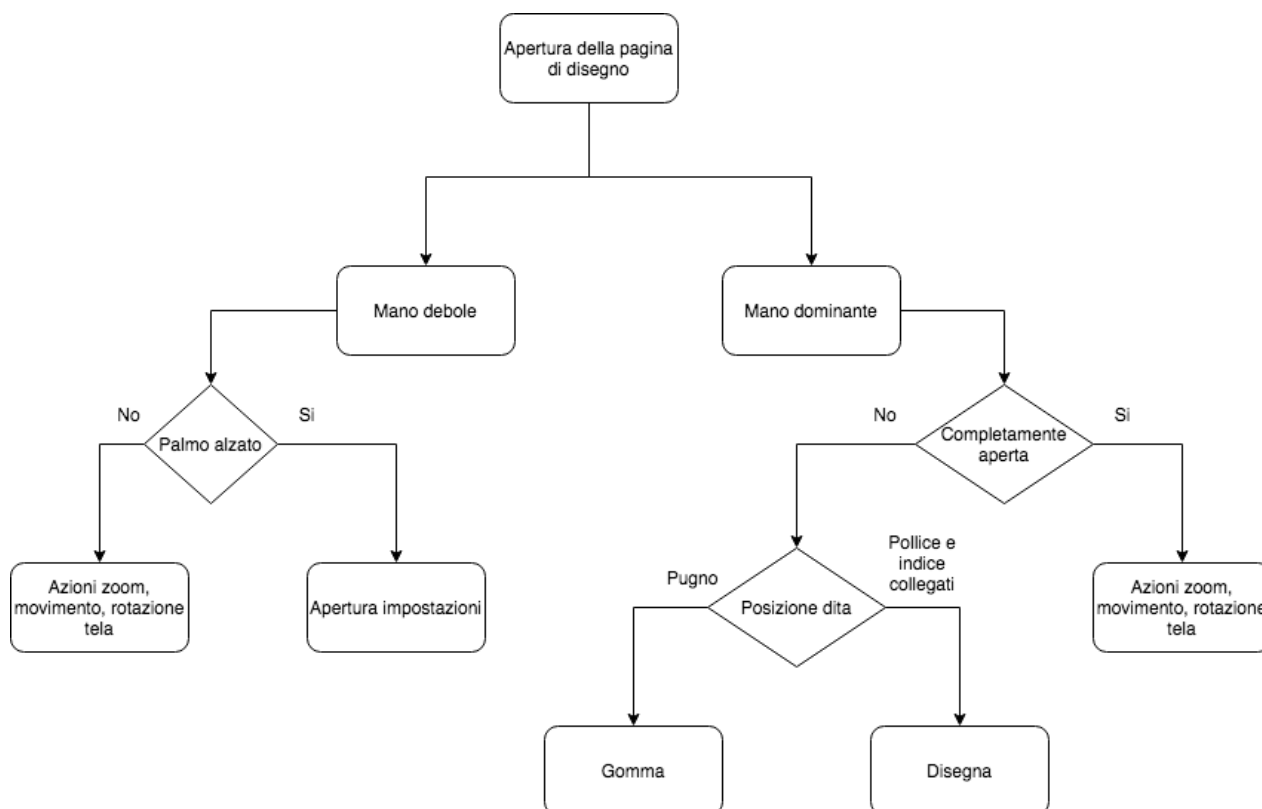 Apertura della pagina
di disegno
Mano debole
Mano dominante
No
Si
Palmo alzato
No
Si
Completamente
aperta
Azioni zoom,
movimento, rotazione
tela
Apertura impostazioni
Pugno
Pollice e
indice
collegati
Posizione dita
Azioni zoom,
movimento, rotazione
tela
Gomma
Disegna